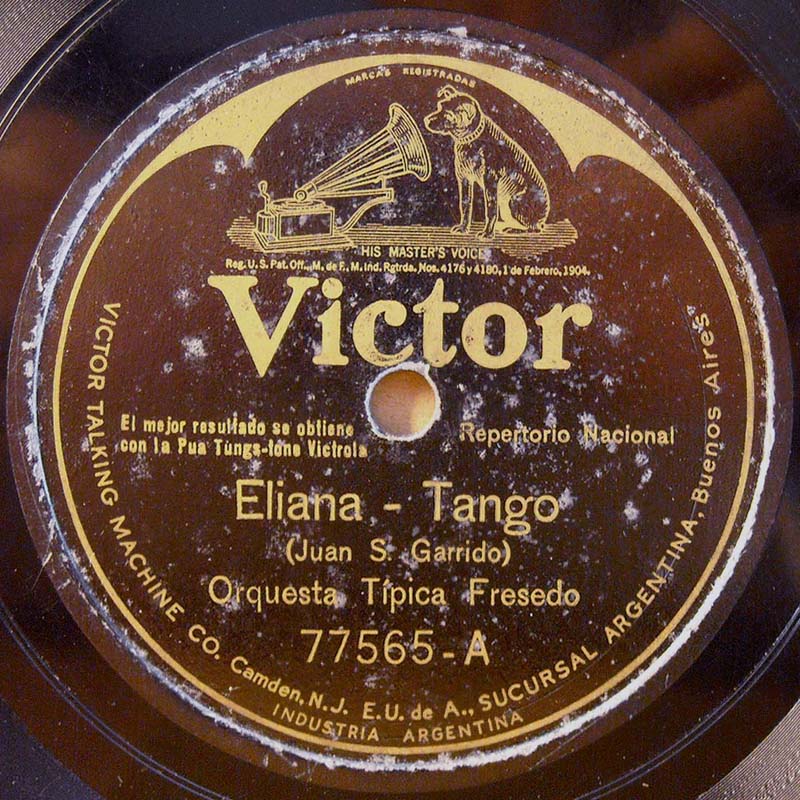 MARCAS REGISTRADAS
HIS MASTER'S VOICE
Reg. U.S. Pat. Off., M. de F., M. Ind. Rgtrda. Nos. 4176 y 4180, 1 de Febrero, 1904.
Victor
El mejor resultado se obtiene
con la Pua Tungs-tone Victrola
Repertorio Nacional
Eliana - Tango
(Juan S. Garrido)
Orquesta Típica Fresedo
77565-A
VICTOR TALKING MACHINE CO. Camden, N.J. E.U. de A., SUCURSAL ARGENTINA, Buenos Aires
INDUSTRIA ARGENTINA